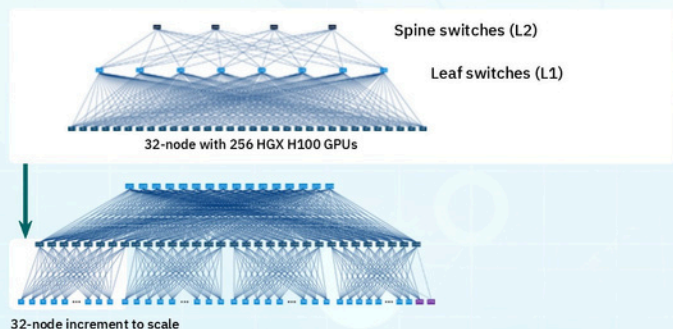 Spine switches (L2)
Leaf switches (L1)
32-node with 256 HGX H100 GPUs
...
...
...
...
32-node increment to scale